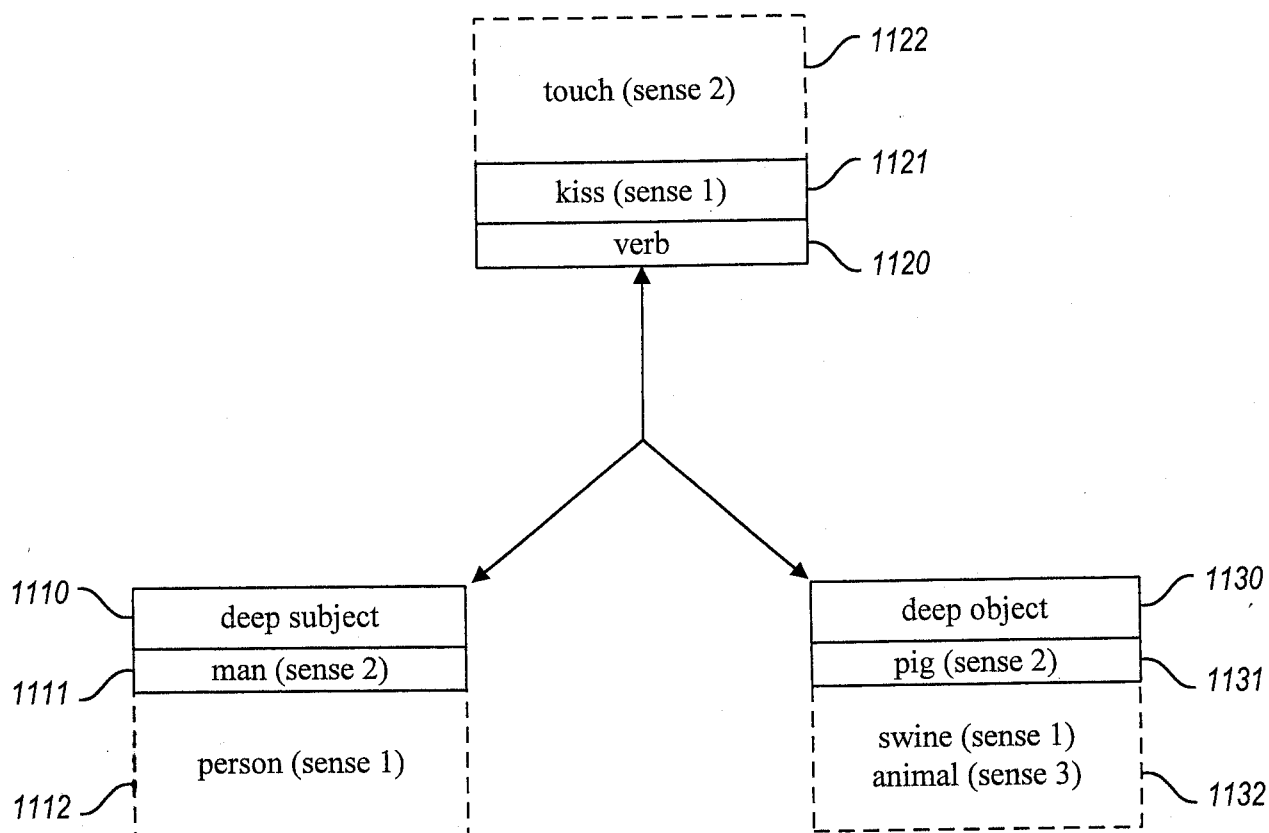 touch (sense 2)
1122
kiss (sense 1)
1121
verb
1120
1110
deep subject
1111
man (sense 2)
1112
person (sense 1)
deep object
1130
pig (sense 2)
1131
swine (sense 1)
animal (sense 3)
1132